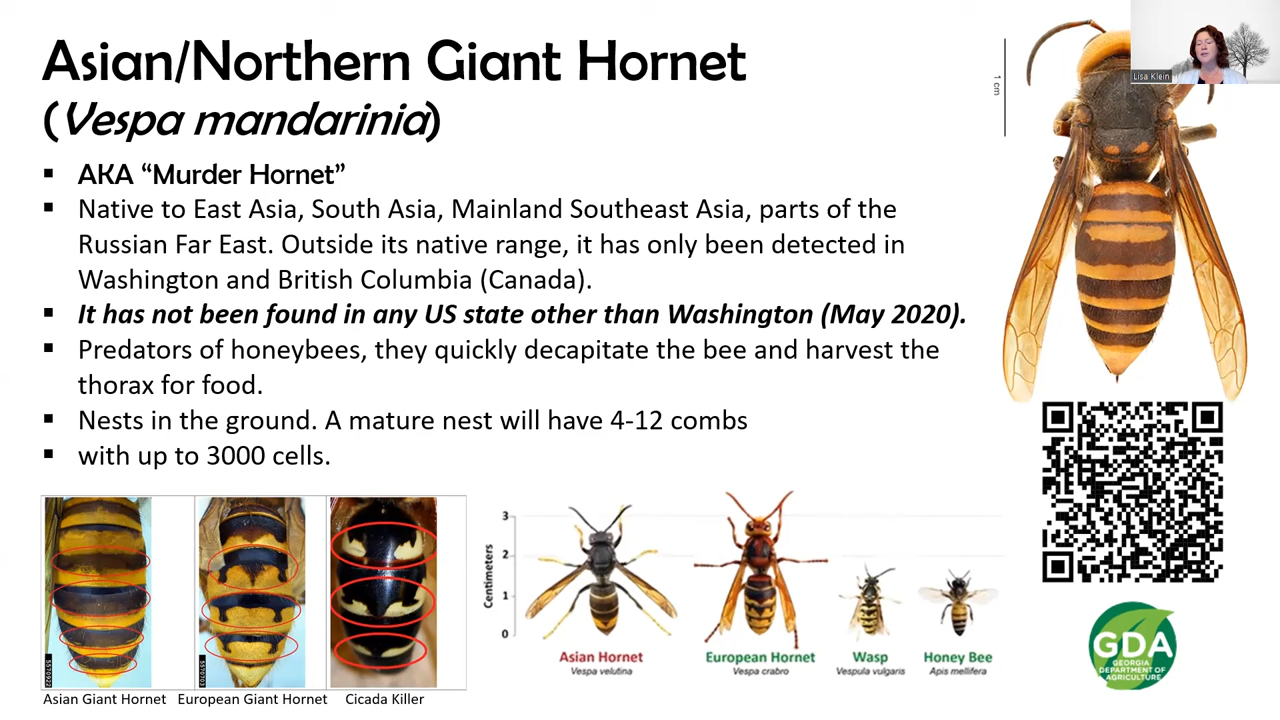 Asian/Northern Giant Hornet
(Vespa mandarinia)
▪ AKA “Murder Hornet”
▪ Native to East Asia, South Asia, Mainland Southeast Asia, parts of the
Russian Far East. Outside its native range, it has only been detected in
Washington and British Columbia (Canada).
▪ It has not been found in any US state other than Washington (May 2020).
▪ Predators of honeybees, they quickly decapitate the bee and harvest the
thorax for food.
▪ Nests in the ground. A mature nest will have 4-12 combs
▪ with up to 3000 cells.
1 cm
Lisa Klein
5570922
Asian Giant Hornet
European Giant Hornet
Cicada Killer
Centimeters
3
2
1
0
Asian Hornet
Vespa velutina
European Hornet
Vespa crabro
Wasp
Vespula vulgaris
Honey Bee
Apis mellifera
GDA
GEORGIA
DEPARTMENT OF
AGRICULTURE